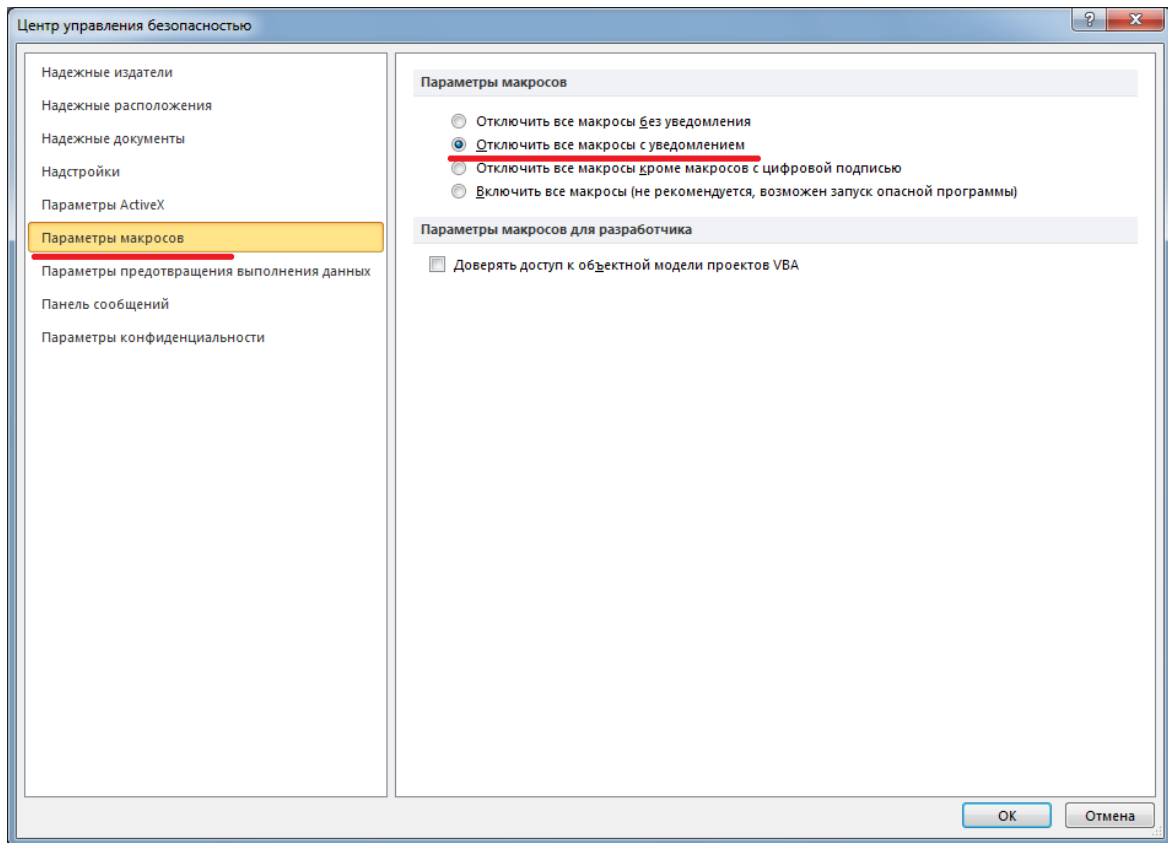 Центр управления безопасностью
?
X
Надежные издатели
Надежные расположения
Надежные документы
Надстройки
Параметры ActiveX
Параметры макросов
Параметры предотвращения выполнения данных
Панель сообщений
Параметры конфиденциальности
Параметры макросов
Отключить все макросы без уведомления
Отключить все макросы с уведомлением
Отключить все макросы кроме макросов с цифровой подписью
Включить все макросы (не рекомендуется, возможен запуск опасной программы)
Параметры макросов для разработчика
Доверять доступ к объектной модели проектов VBA
ОК
Отмена